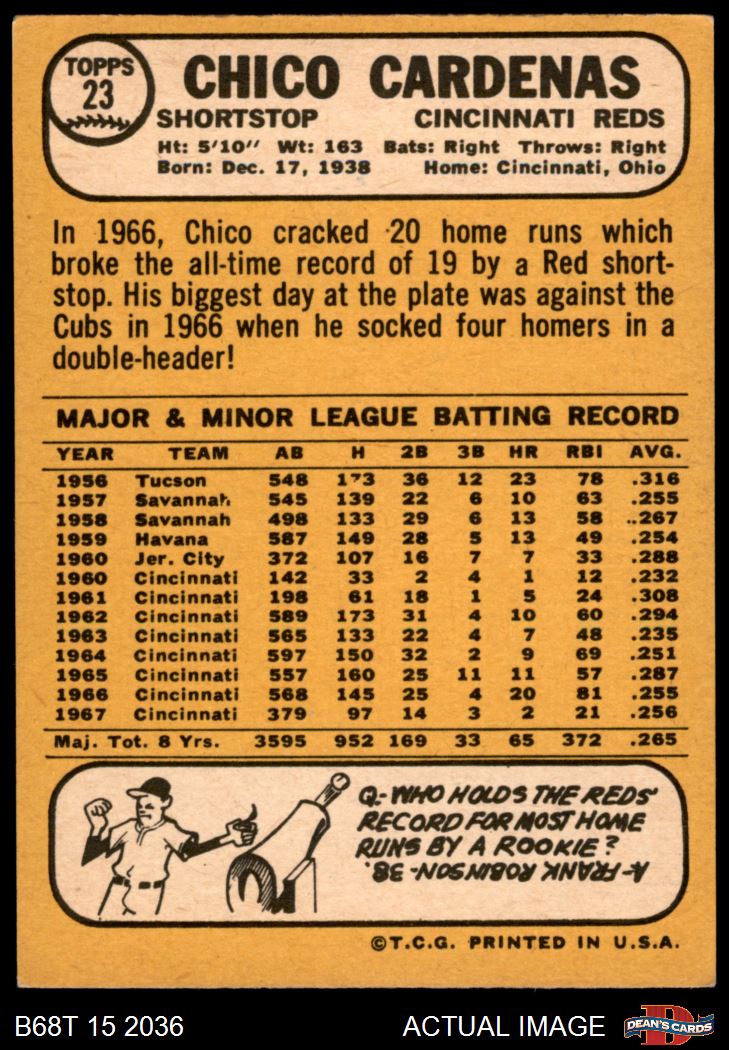 TOPPS
23
CHICO CARDENAS
SHORTSTOP CINCINNATI REDS
Ht: 5'10" Wt: 163 Bats: Right Throws: Right
Born: Dec. 17, 1938 Home: Cincinnati, Ohio
In 1966, Chico cracked 20 home runs which
broke the all-time record of 19 by a Red short-
stop. His biggest day at the plate was against the
Cubs in 1966 when he socked four homers in a
double-header!
MAJOR & MINOR LEAGUE BATTING RECORD
YEAR TEAM AB H 2B 3B HR RBI AVG.
1956 Tucson 548 173 36 12 23 78 .316
1957 Savannah 545 139 22 6 10 63 .255
1958 Savannah 498 133 29 6 13 58 .267
1959 Havana 587 149 28 5 13 49 .254
1960 Jer. City 372 107 16 7 7 33 .288
1960 Cincinnati 142 33 2 4 1 12 .232
1961 Cincinnati 198 61 18 1 5 24 .308
1962 Cincinnati 589 173 31 4 10 60 .294
1963 Cincinnati 565 133 22 4 7 48 .235
1964 Cincinnati 597 150 32 2 9 69 .251
1965 Cincinnati 557 160 25 11 11 57 .287
1966 Cincinnati 568 145 25 4 20 81 .255
1967 Cincinnati 379 97 14 3 2 21 .256
Maj. Tot. 8 Yrs. 3595 952 169 33 65 372 .265
Q-WHO HOLDS THE REDS'
RECORD FOR MOST HOME
RUNS BY A ROOKIE?
A-FRANK ROBINSON-38.
©T.C.G. PRINTED IN U.S.A.
B68T 15 2036 ACTUAL IMAGE
DEAN'S CARDS